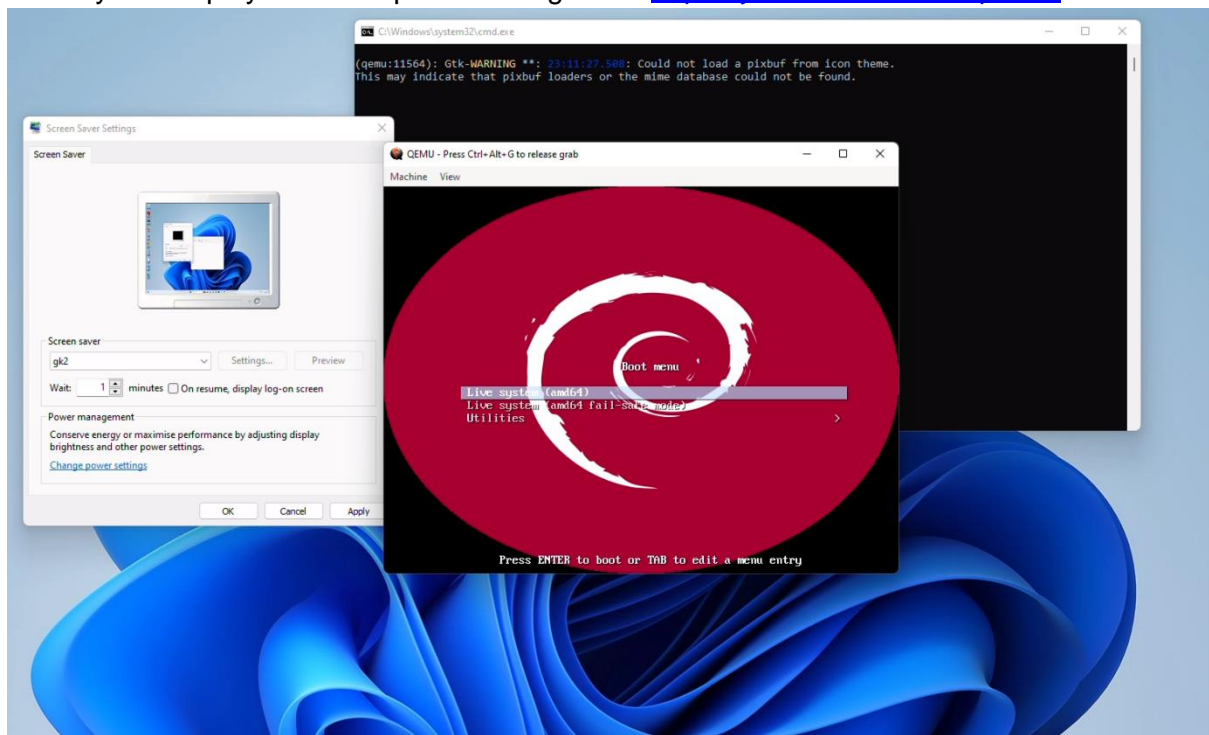 C:\Windows\system32\cmd.exe
(qemu:11564): Gtk-WARNING **: 23:11:27.508: Could not load a pixbuf from icon theme.
This may indicate that pixbuf loaders or the mime database could not be found.
Screen Saver Settings
Screen Saver
Screen saver
gk2
Settings...
Preview
Wait:
1
minutes
On resume, display log-on screen
Power management
Conserve energy or maximise performance by adjusting display
brightness and other power settings.
Change power settings
OK
Cancel
Apply
QEMU - Press Ctrl+Alt+G to release grab
Machine View
Boot menu
Live system (amd64)
Live system (amd64 fail-safe mode)
Utilities >
Press ENTER to boot or TAB to edit a menu entry